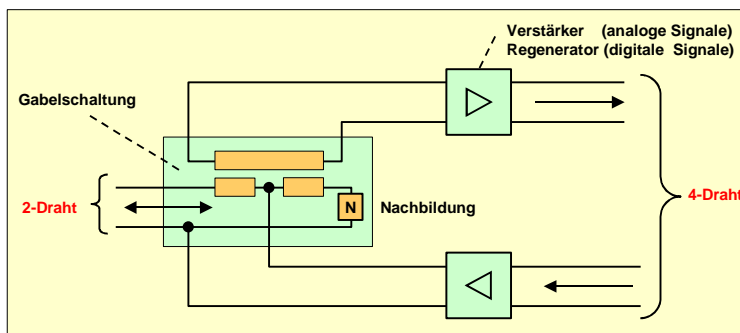 Verstärker (analoge Signale)
Regenerator (digitale Signale)
Gabelschaltung
2-Draht
N
Nachbildung
4-Draht